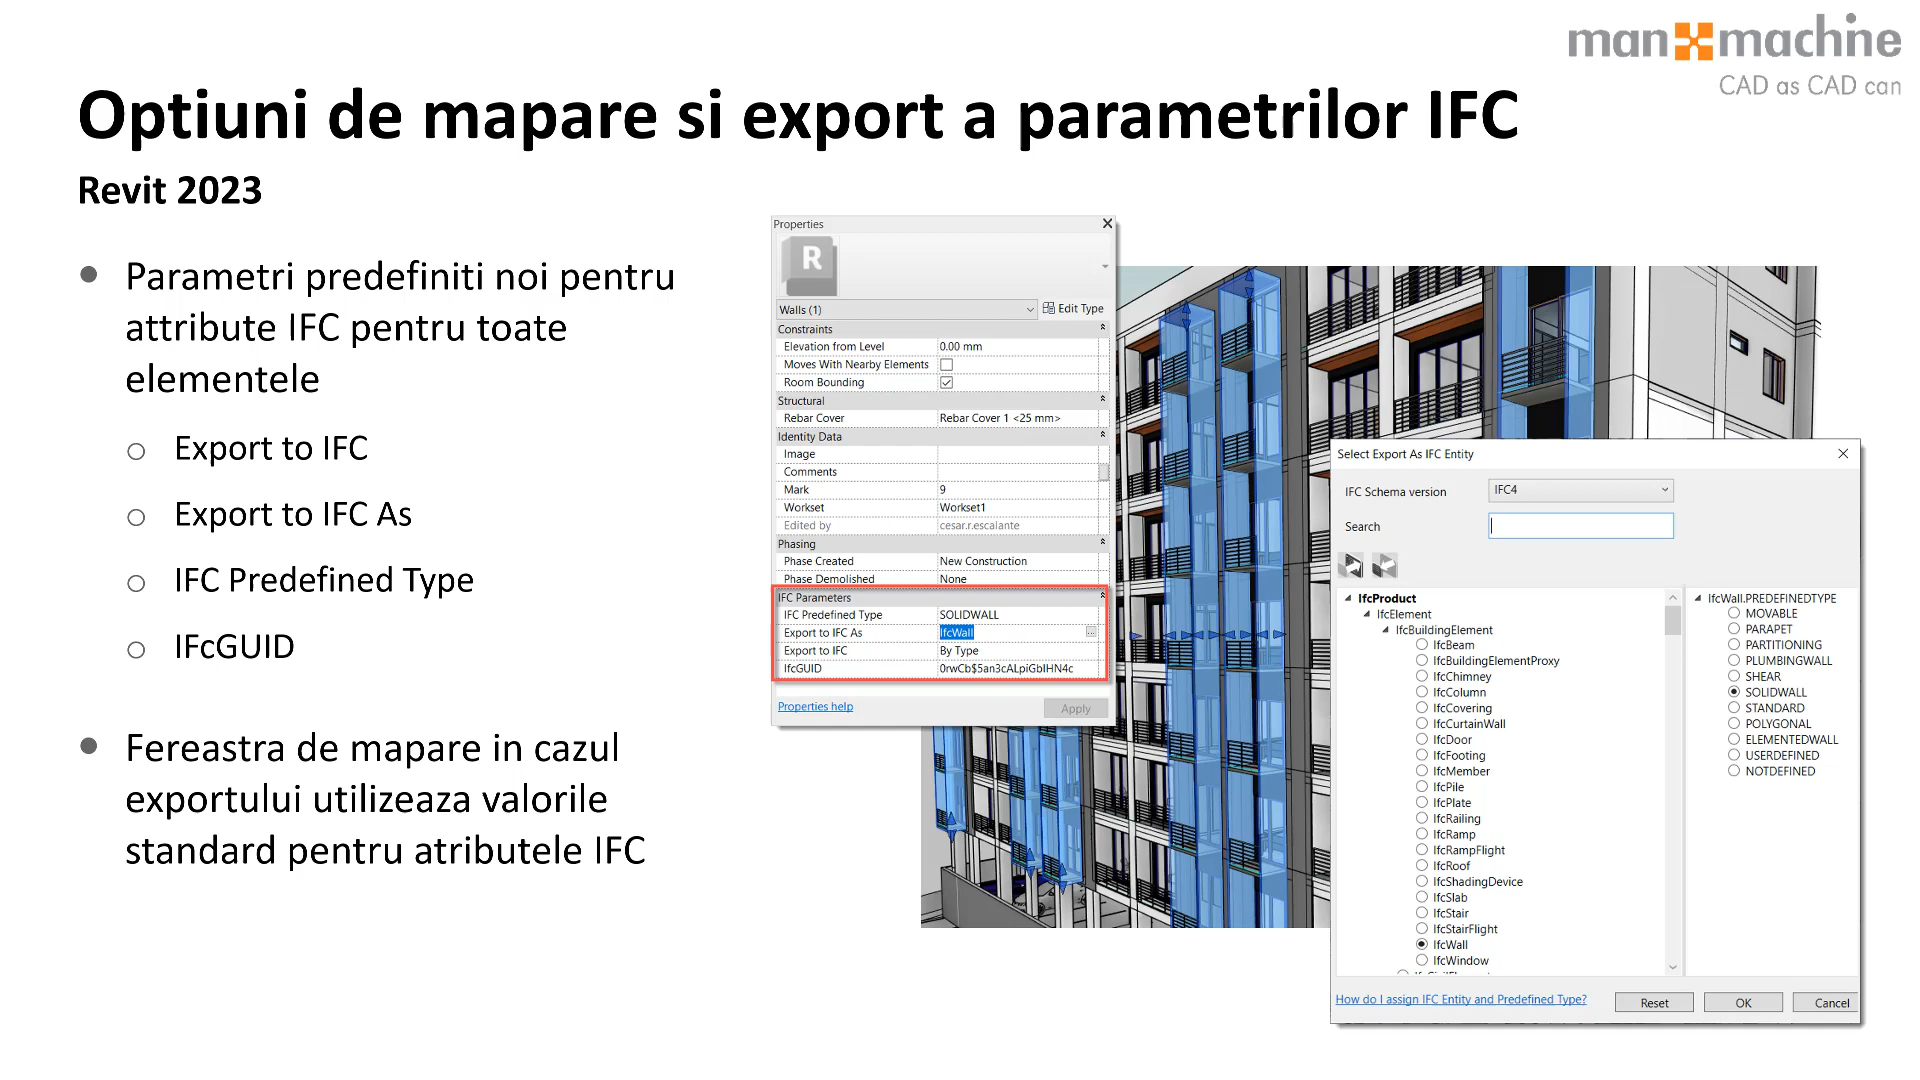 man machine
CAD as CAD can
Optiuni de mapare si export a parametrilor IFC
Revit 2023
Parametri predefiniti noi pentru
attribute IFC pentru toate
elementele
Export to IFC
Export to IFC As
IFC Predefined Type
IFcGUID
Fereastra de mapare in cazul
exportului utilizeaza valorile
standard pentru atributele IFC
Properties
R
Walls (1) Edit Type
Constraints
Elevation from Level 0.00 mm
Moves With Nearby Elements
Room Bounding
Structural
Rebar Cover Rebar Cover 1 <25 mm>
Identity Data
Image
Comments
Mark 9
Workset Workset1
Edited by cesar.r.escalante
Phasing
Phase Created New Construction
Phase Demolished None
IFC Parameters
IFC Predefined Type SOLIDWALL
Export to IFC As IfcWall
Export to IFC By Type
IfcGUID 0rwCb$5an3cALpiGbIHN4c
Properties help Apply
Select Export As IFC Entity
IFC Schema version IFC4
Search
IfcProduct
IfcElement
IfcBuildingElement
IfcBeam
IfcBuildingElementProxy
IfcChimney
IfcColumn
IfcCovering
IfcCurtainWall
IfcDoor
IfcFooting
IfcMember
IfcPile
IfcPlate
IfcRailing
IfcRamp
IfcRampFlight
IfcRoof
IfcShadingDevice
IfcSlab
IfcStair
IfcStairFlight
IfcWall
IfcWindow
IfcWall.PREDEFINEDTYPE
MOVABLE
PARAPET
PARTITIONING
PLUMBINGWALL
SHEAR
SOLIDWALL
STANDARD
POLYGONAL
ELEMENTEDWALL
USERDEFINED
NOTDEFINED
How do I assign IFC Entity and Predefined Type? Reset OK Cancel